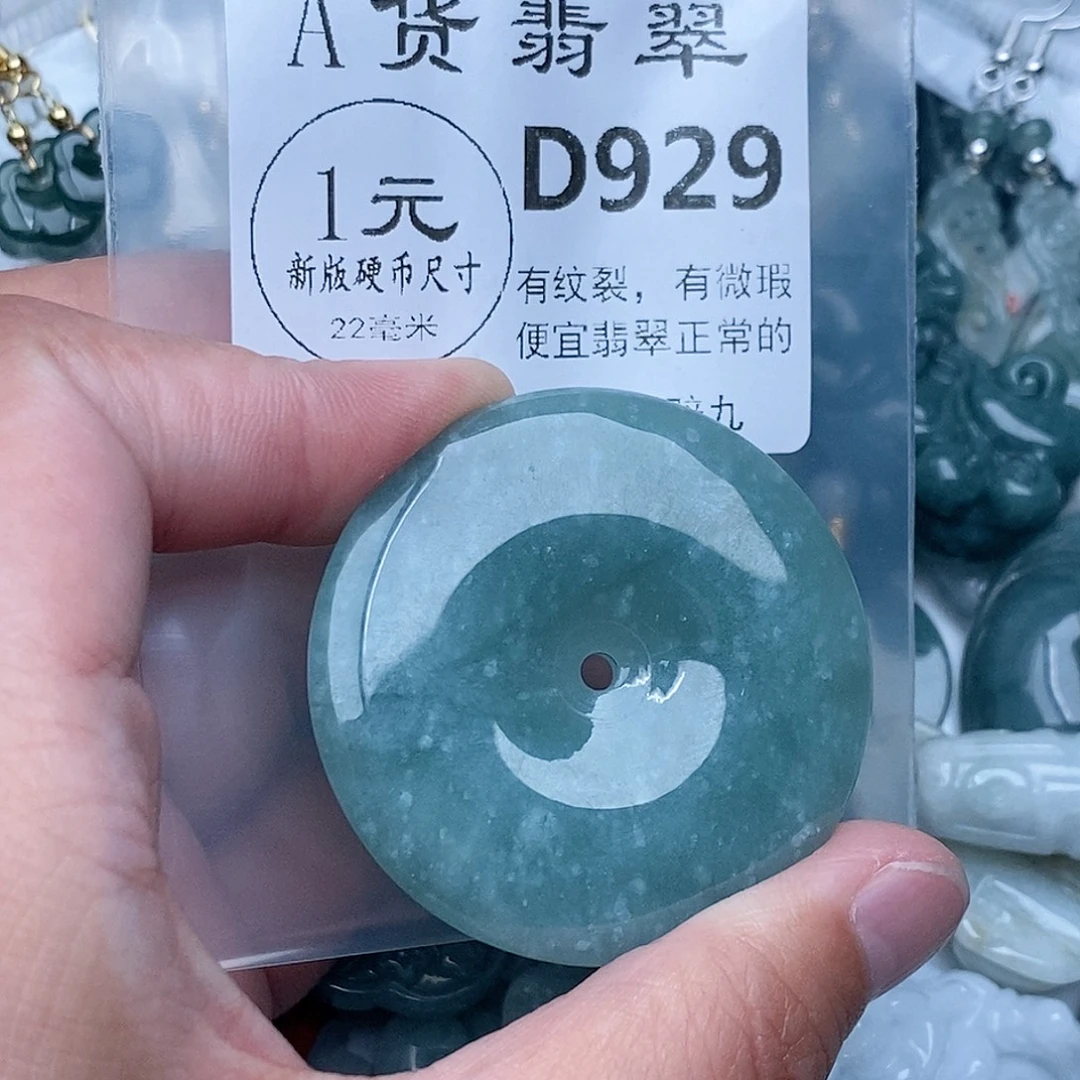 A货翡翠
1元
新版硬币尺寸
22毫米
D929
有纹裂，有微瑕
便宜翡翠正常的
九